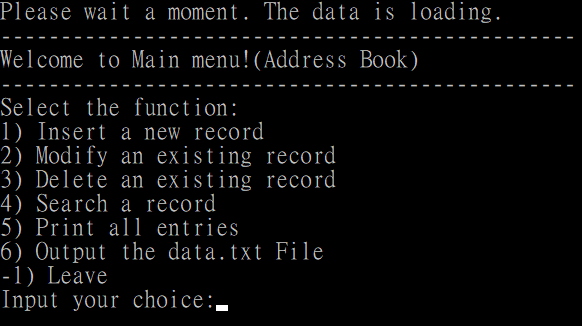 Please wait a moment. The data is loading.
------------------------------------------------
Welcome to Main menu!(Address Book)
------------------------------------------------
Select the function:
1) Insert a new record
2) Modify an existing record
3) Delete an existing record
4) Search a record
5) Print all entries
6) Output the data.txt File
-1) Leave
Input your choice: